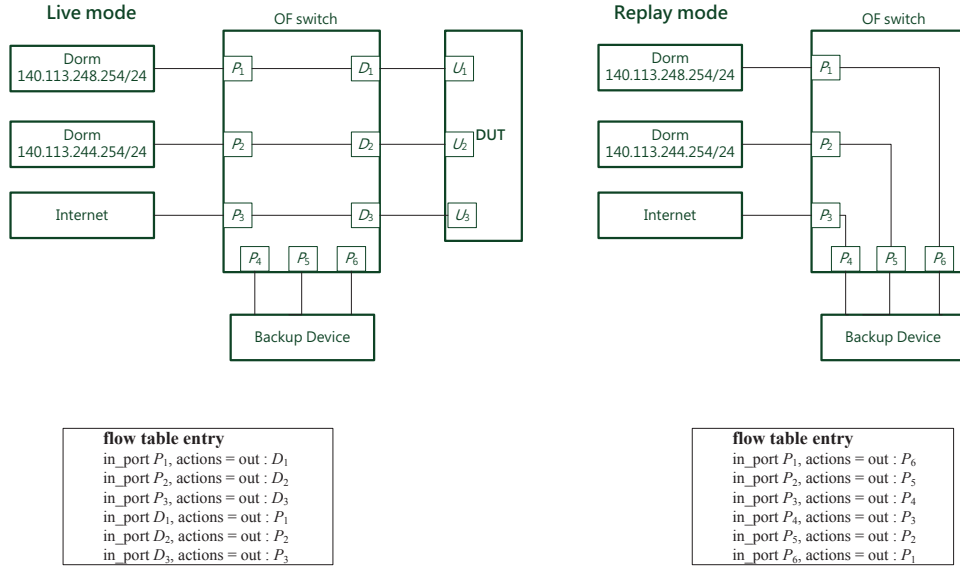 Live mode
OF switch
Dorm
140.113.248.254/24
P1
D1
U1
Dorm
140.113.244.254/24
P2
D2
U2
DUT
Internet
P3
D3
U3
P4
P5
P6
Backup Device
flow table entry
in_port P1, actions = out : D1
in_port P2, actions = out : D2
in_port P3, actions = out : D3
in_port D1, actions = out : P1
in_port D2, actions = out : P2
in_port D3, actions = out : P3
Replay mode
OF switch
Dorm
140.113.248.254/24
P1
Dorm
140.113.244.254/24
P2
Internet
P3
P4
P5
P6
Backup Device
flow table entry
in_port P1, actions = out : P6
in_port P2, actions = out : P5
in_port P3, actions = out : P4
in_port P4, actions = out : P3
in_port P5, actions = out : P2
in_port P6, actions = out : P1